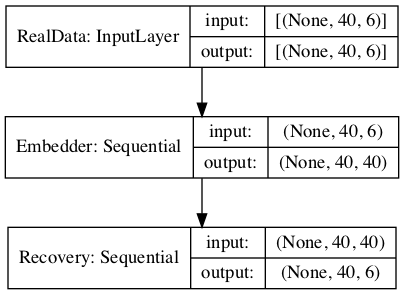 RealData: InputLayer
input: [(None, 40, 6)]
output: [(None, 40, 6)]
Embedder: Sequential
input: (None, 40, 6)
output: (None, 40, 40)
Recovery: Sequential
input: (None, 40, 40)
output: (None, 40, 6)